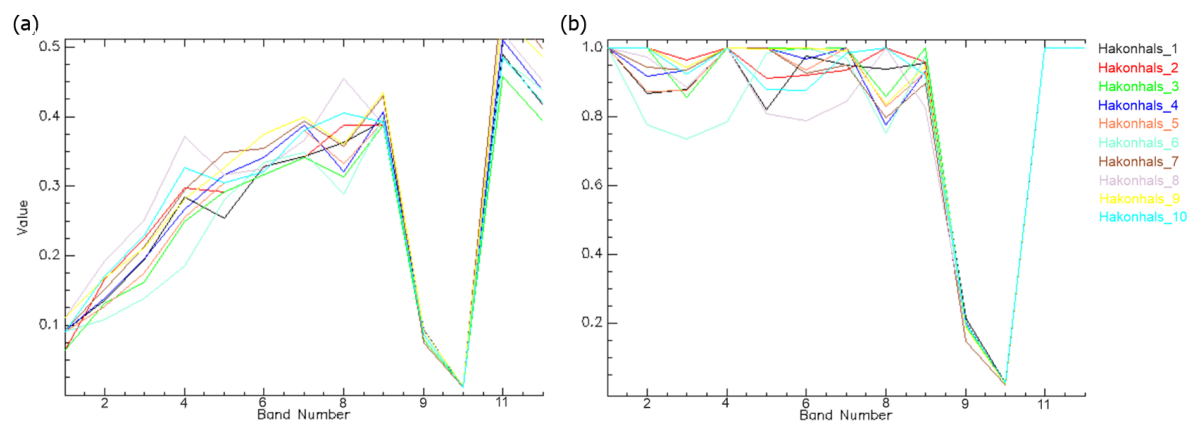 (a)
(b)
0.5
0.4
0.3
0.2
0.1
Value
2
4
6
8
9
11
Band Number
1.0
0.8
0.6
0.4
0.2
2
4
6
8
9
11
Band Number
Hakonhals_1
Hakonhals_2
Hakonhals_3
Hakonhals_4
Hakonhals_5
Hakonhals_6
Hakonhals_7
Hakonhals_8
Hakonhals_9
Hakonhals_10